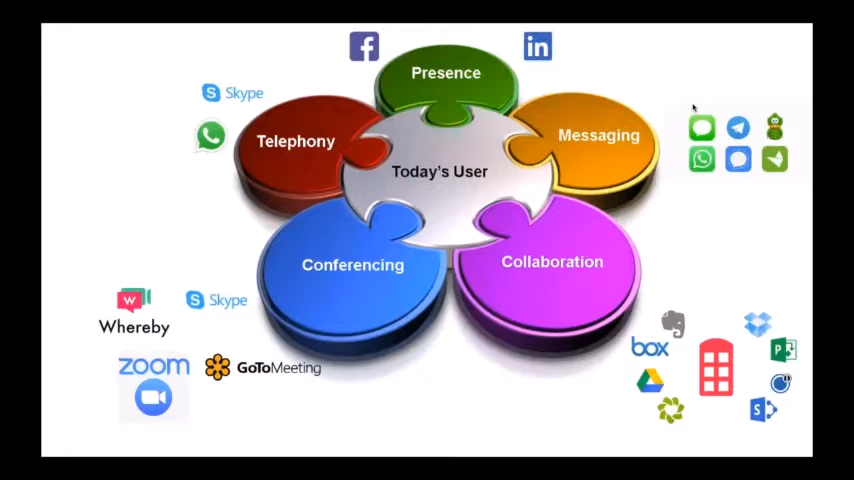 Presence
Skype
Telephony
Messaging
Today's User
Conferencing
Collaboration
Whereby
Skype
zoom
GoToMeeting
box